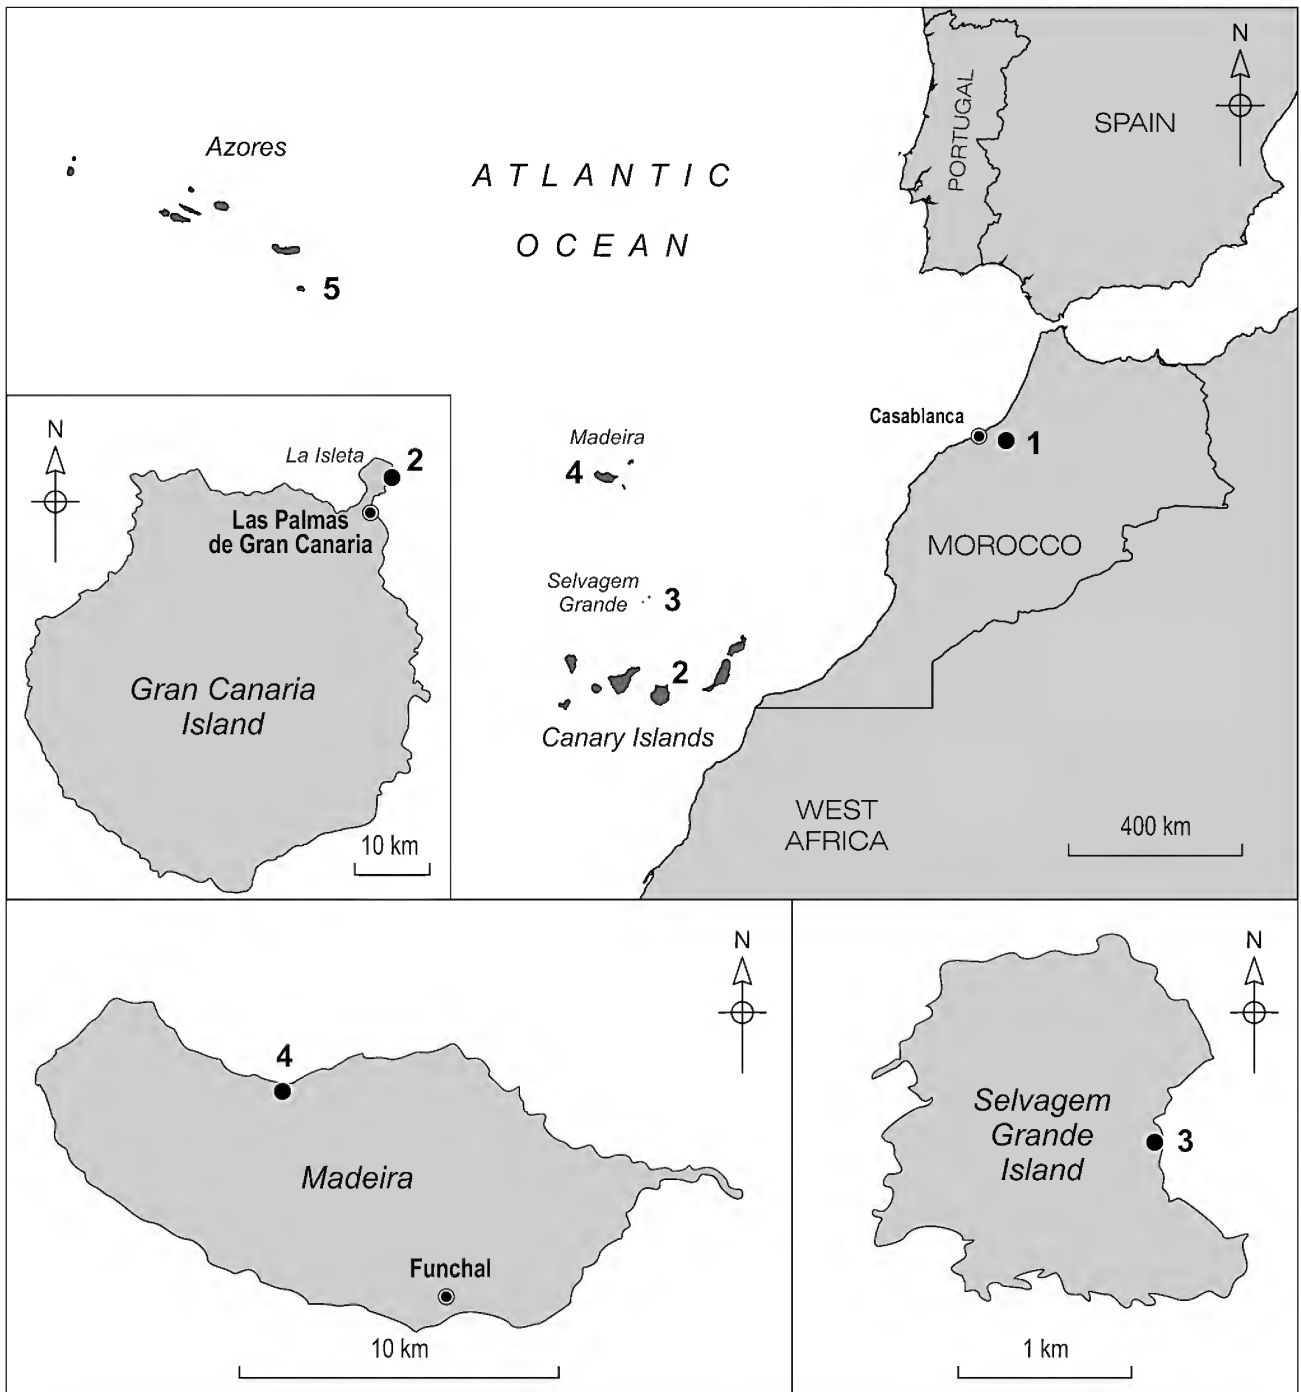 N
SPAIN
PORTUGAL
Azores
ATLANTIC
OCEAN
5
Casablanca
1
Madeira
4
MOROCCO
Selvagem
Grande
3
2
Canary Islands
WEST
AFRICA
400 km
N
La Isleta
2
Las Palmas
de Gran Canaria
Gran Canaria
Island
10 km
N
4
Madeira
Funchal
10 km
N
Selvagem
Grande
Island
3
1 km